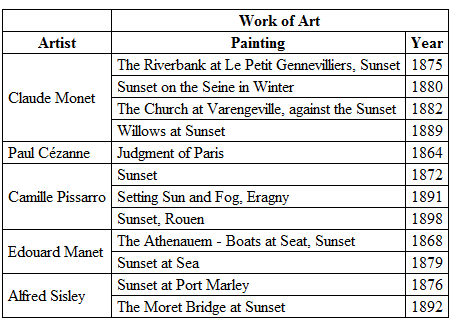 Work of Art
Artist Painting Year
Claude Monet
The Riverbank at Le Petit Gennevilliers, Sunset 1875
Sunset on the Seine in Winter 1880
The Church at Varengeville, against the Sunset 1882
Willows at Sunset 1889
Paul Cézanne Judgment of Paris 1864
Camille Pissarro
Sunset 1872
Setting Sun and Fog, Eragny 1891
Sunset, Rouen 1898
Edouard Manet
The Athenauem - Boats at Seat, Sunset 1868
Sunset at Sea 1879
Alfred Sisley
Sunset at Port Marley 1876
The Moret Bridge at Sunset 1892